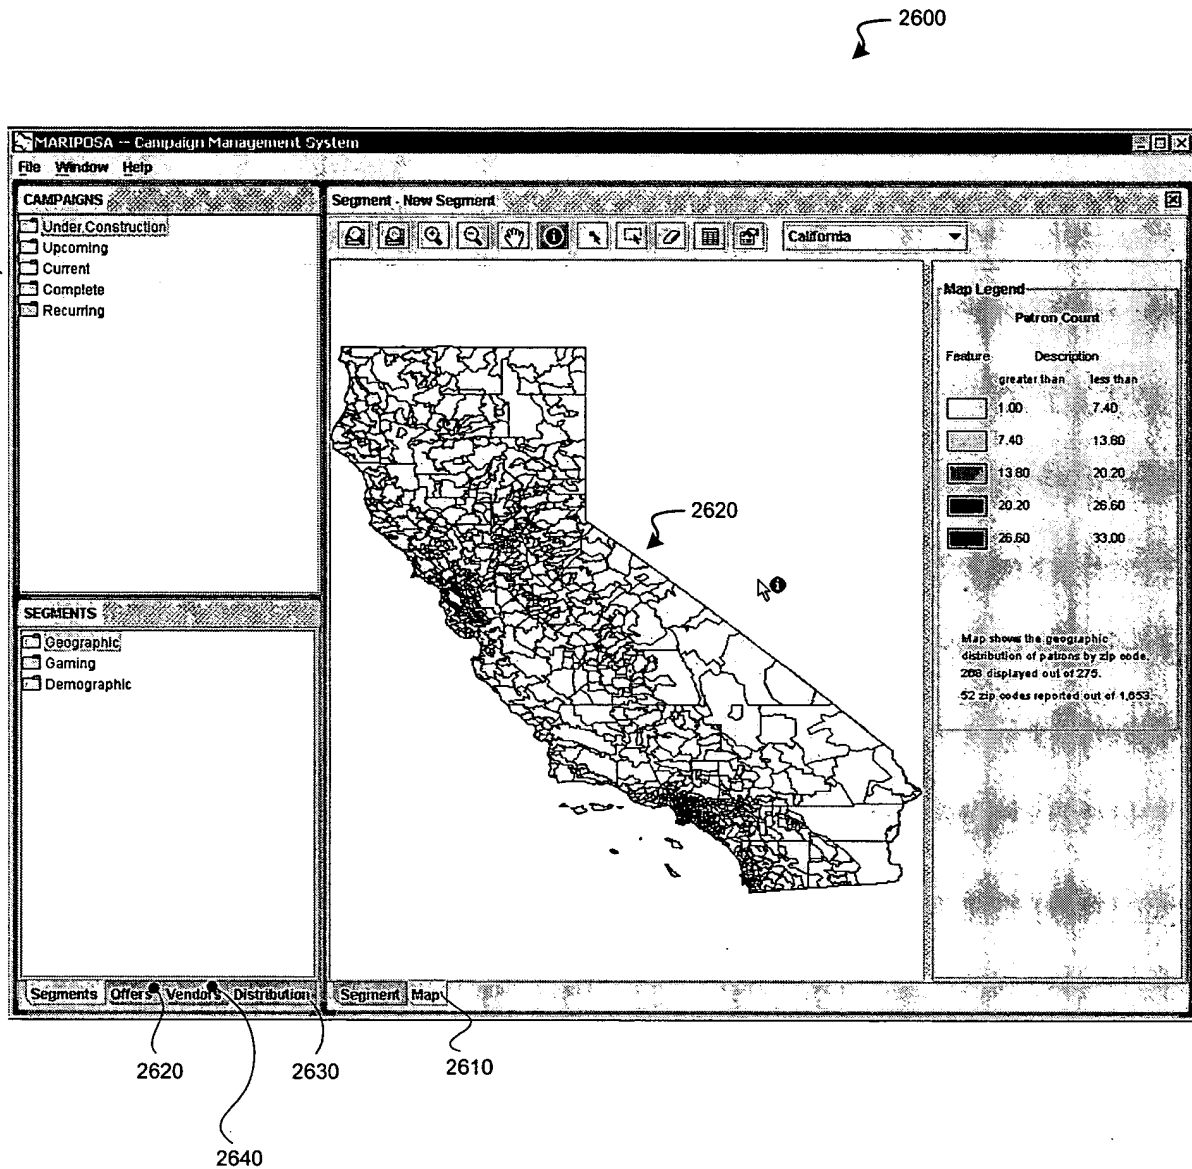 2600
MARIPOSA -- Campaign Management System
File Window Help
CAMPAIGNS
Under Construction
Upcoming
Current
Complete
Recurring
SEGMENTS
Geographic
Gaming
Demographic
Segments Offers Vendors Distribution
Segment - New Segment
California
2620
Map Legend
Patron Count
Feature Description
greater than less than
1.00 7.40
7.40 13.80
13.80 20.20
20.20 26.60
26.60 33.00
Map shows the geographic
distribution of patrons by zip code.
268 displayed out of 275.
52 zip codes reported out of 1,653.
Segment Map
2620
2630
2610
2640